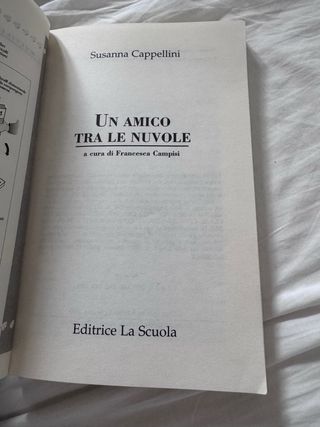 Susanna Cappellini
UN AMICO
TRA LE NUVOLE
a cura di Francesca Campisi
Editrice La Scuola